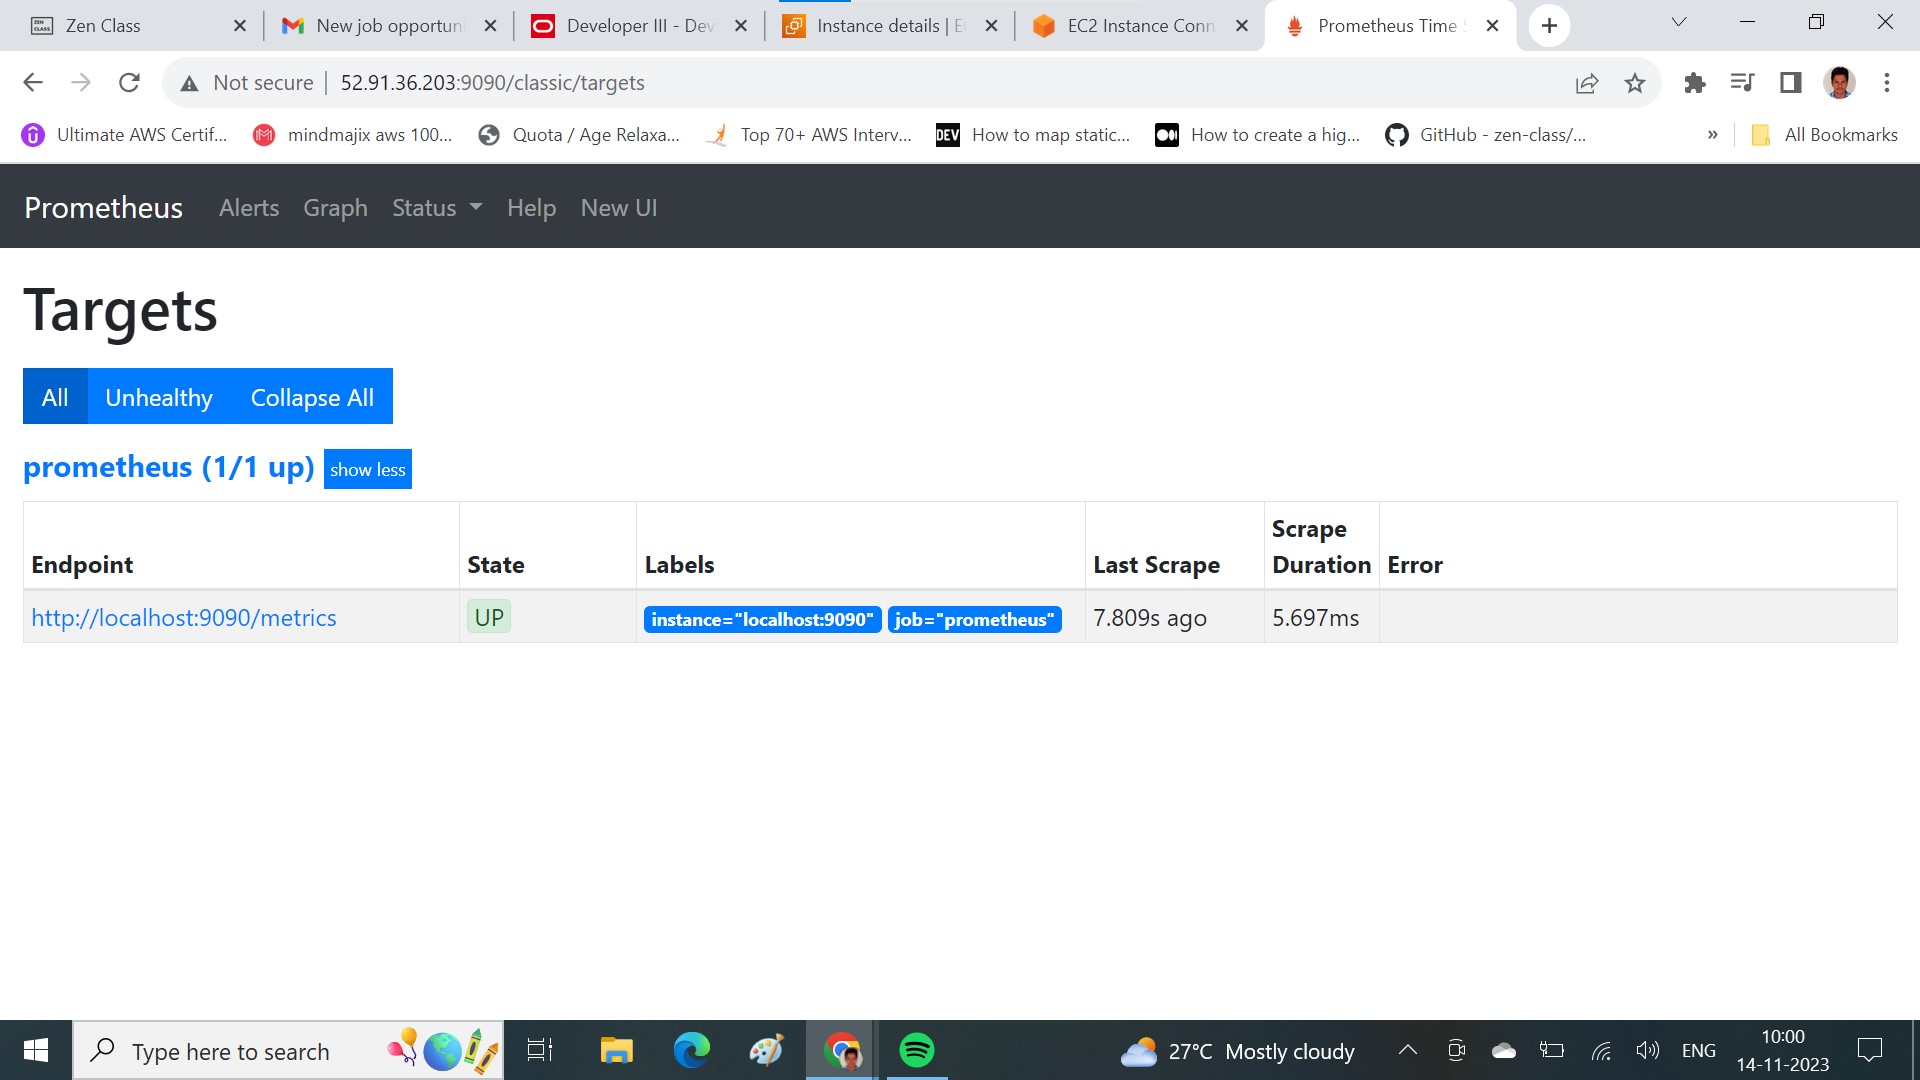 Zen Class
New job opportuni
Developer III - Dev
Instance details | E
EC2 Instance Conn
Prometheus Time S
Not secure
52.91.36.203:9090/classic/targets
Ultimate AWS Certif...
mindmajix aws 100...
Quota / Age Relaxa...
Top 70+ AWS Interv...
DEV
How to map static...
How to create a hig...
GitHub - zen-class/...
»
All Bookmarks
Prometheus Alerts Graph Status Help New UI
Targets
All Unhealthy Collapse All
prometheus (1/1 up) show less
Endpoint State Labels Last Scrape Scrape Duration Error
http://localhost:9090/metrics UP instance="localhost:9090" job="prometheus" 7.809s ago 5.697ms
Type here to search
27°C Mostly cloudy
ENG
10:00
14-11-2023